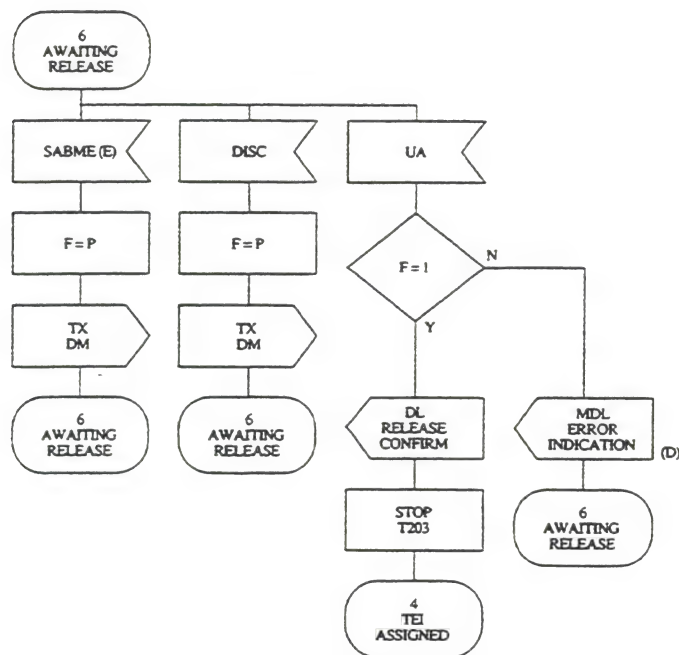 6
AWAITING
RELEASE
SABME (E)
DISC
UA
F = P
F = P
F = 1
N
Y
TX
DM
TX
DM
6
AWAITING
RELEASE
6
AWAITING
RELEASE
DL
RELEASE
CONFIRM
MDL
ERROR
INDICATION
(D)
STOP
T203
6
AWAITING
RELEASE
4
TEI
ASSIGNED